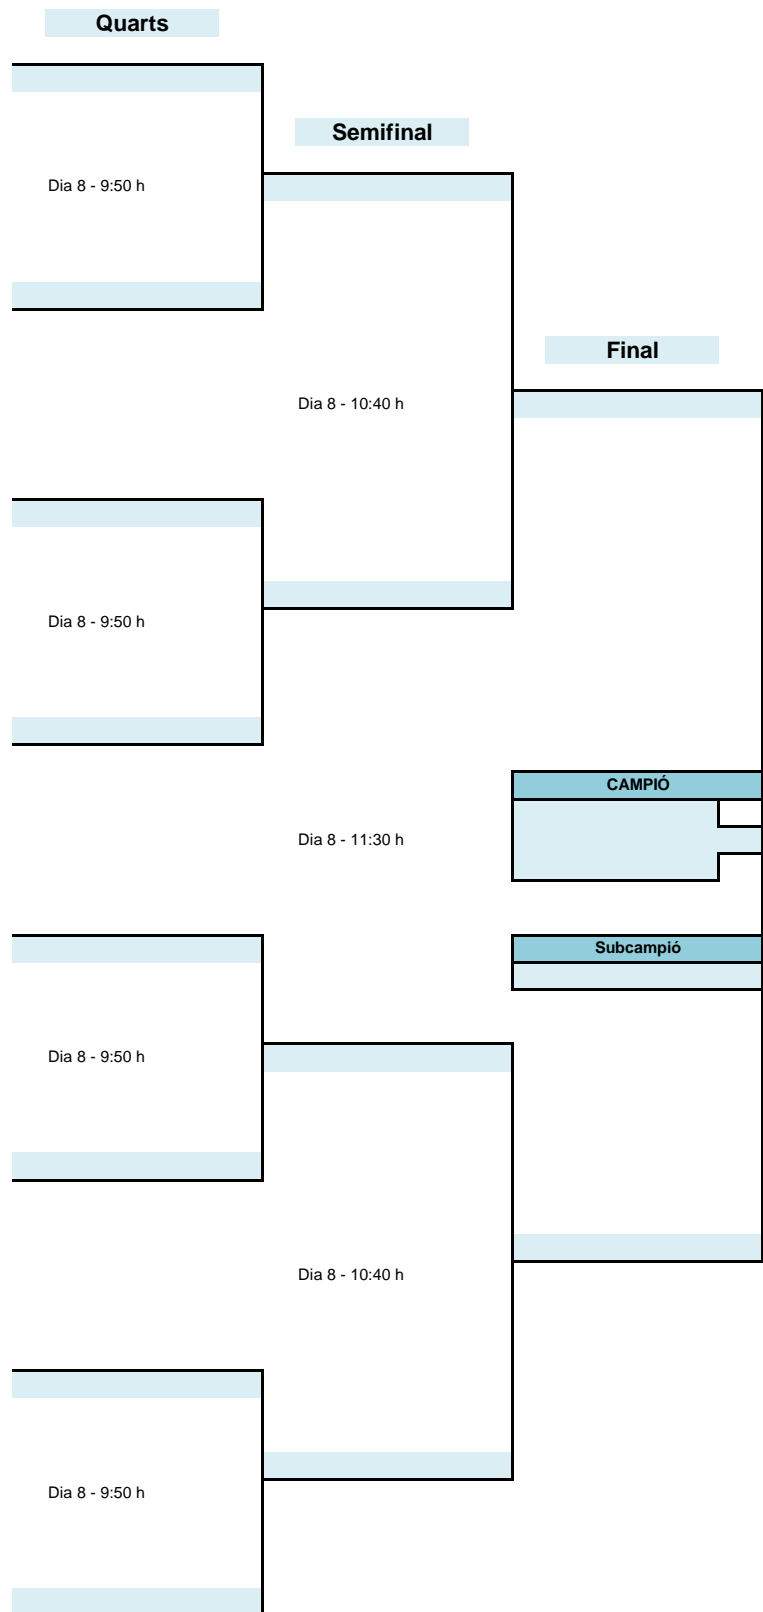 Quarts
Semifinal
Dia 8 - 9:50 h
Final
Dia 8 - 10:40 h
Dia 8 - 9:50 h
CAMPIÓ
Dia 8 - 11:30 h
Subcampió
Dia 8 - 9:50 h
Dia 8 - 10:40 h
Dia 8 - 9:50 h